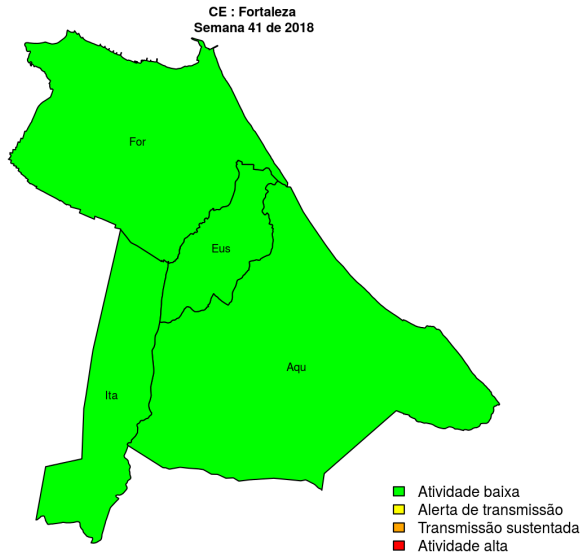 CE : Fortaleza
Semana 41 de 2018
For
Eus
Aqu
Ita
Atividade baixa
Alerta de transmissão
Transmissão sustentada
Atividade alta